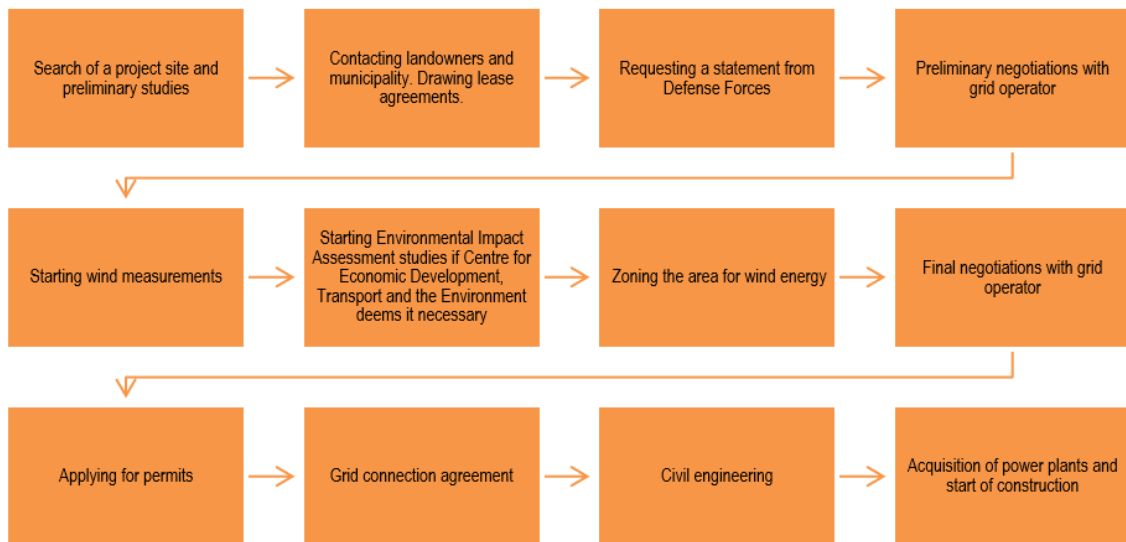 Search of a project site and
preliminary studies
Contacting landowners and
municipality. Drawing lease
agreements.
Requesting a statement from
Defense Forces
Preliminary negotiations with
grid operator
Starting wind measurements
Starting Environmental Impact
Assessment studies if Centre for
Economic Development,
Transport and the Environment
deems it necessary
Zoning the area for wind energy
Final negotiations with grid
operator
Applying for permits
Grid connection agreement
Civil engineering
Acquisition of power plants and
start of construction